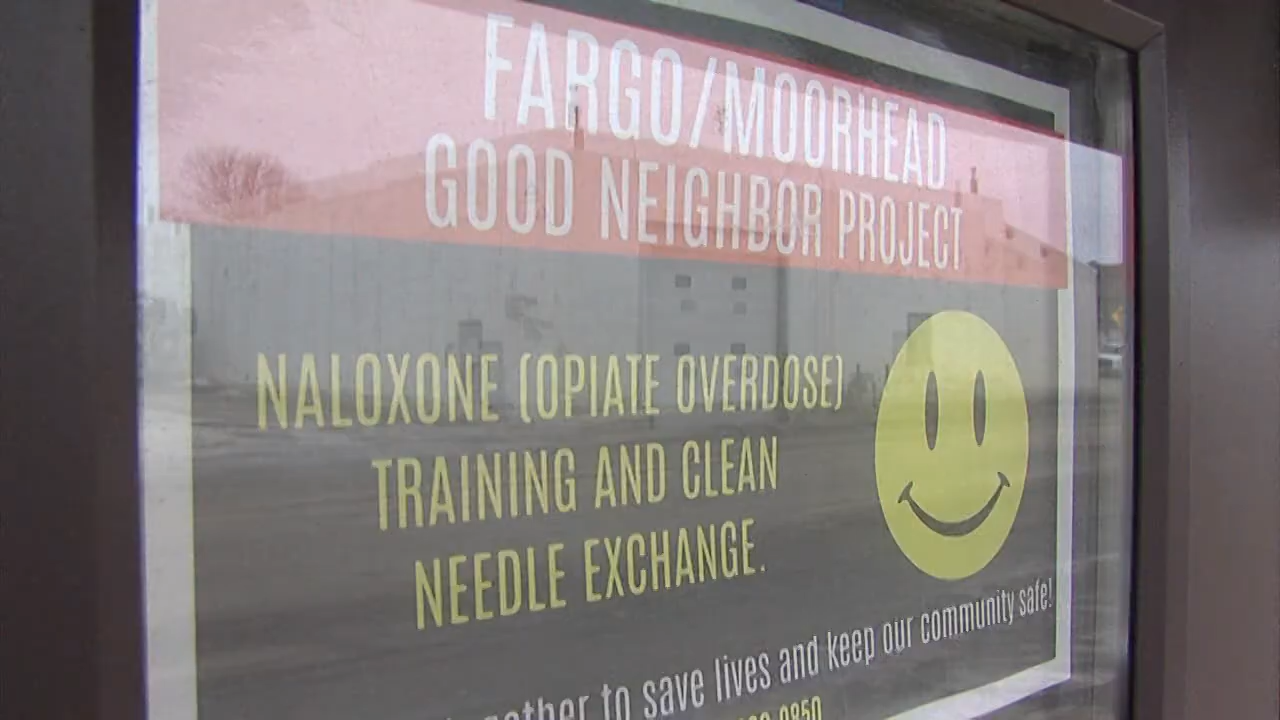 FARGO/MOORHEAD
GOOD NEIGHBOR PROJECT
NALOXONE (OPIATE OVERDOSE)
TRAINING AND CLEAN
NEEDLE EXCHANGE.
to save lives and keep our community safe!